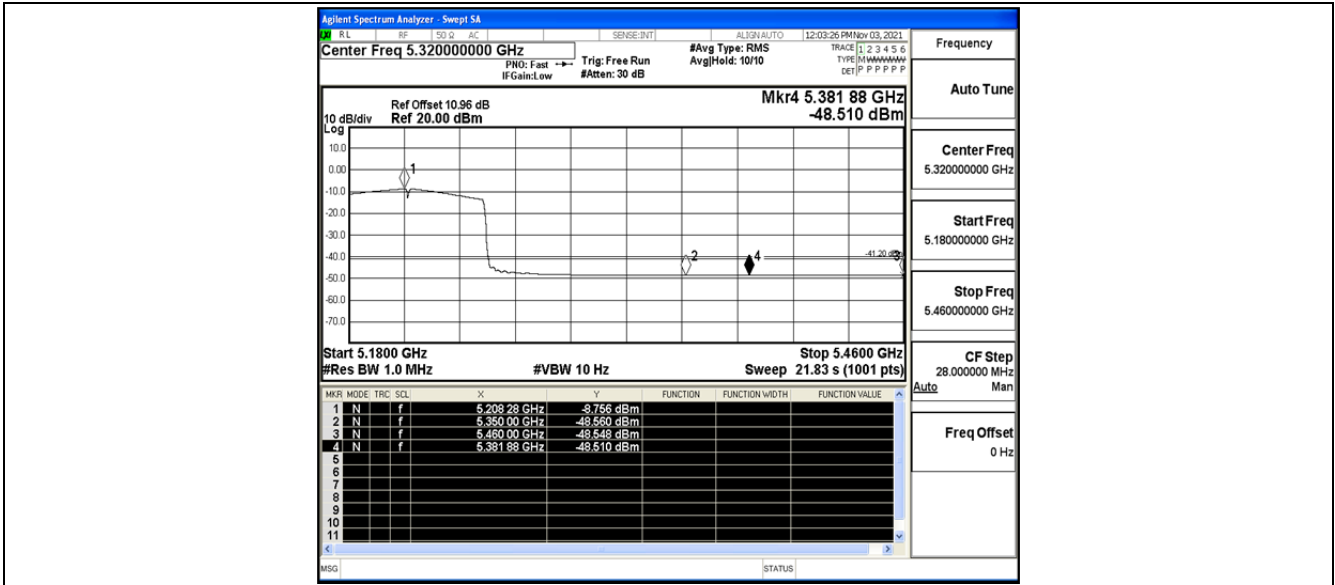 Agilent Spectrum Analyzer - Swept SA
RL RF 50 Ω AC SENSE:INT ALIGNAUTO 12:03:26 PM Nov 03, 2021
Center Freq 5.320000000 GHz
PNO: Fast
IFGain:Low
Trig: Free Run
#Atten: 30 dB
#Avg Type: RMS
Avg|Hold: 10/10
TRACE 1 2 3 4 5 6
TYPE M
DET P P P P P P
Ref Offset 10.96 dB
10 dB/div Ref 20.00 dBm
Log
Mkr4 5.381 88 GHz
-48.510 dBm
10.0
0.00
-10.0
-20.0
-30.0
-40.0
-50.0
-60.0
-70.0
1
2
4
3
Start 5.1800 GHz Stop 5.4600 GHz
#Res BW 1.0 MHz #VBW 10 Hz Sweep 21.83 s (1001 pts)
MKR MODE TRC SCL X Y FUNCTION FUNCTION WIDTH FUNCTION VALUE
1 N f 5.208 28 GHz -8.756 dBm
2 N f 5.350 00 GHz -48.560 dBm
3 N f 5.460 00 GHz -48.548 dBm
4 N f 5.381 88 GHz -48.510 dBm
5
6
7
8
9
10
11
MSG STATUS
Frequency
Auto Tune
Center Freq
5.320000000 GHz
Start Freq
5.180000000 GHz
Stop Freq
5.460000000 GHz
CF Step
28.000000 MHz
Auto Man
Freq Offset
0 Hz